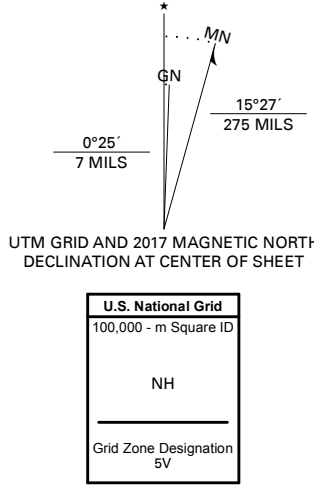 MN
GN
15°27´
275 MILS
0°25´
7 MILS
UTM GRID AND 2017 MAGNETIC NORTH
DECLINATION AT CENTER OF SHEET
U.S. National Grid
100,000 - m Square ID
NH
Grid Zone Designation
5V